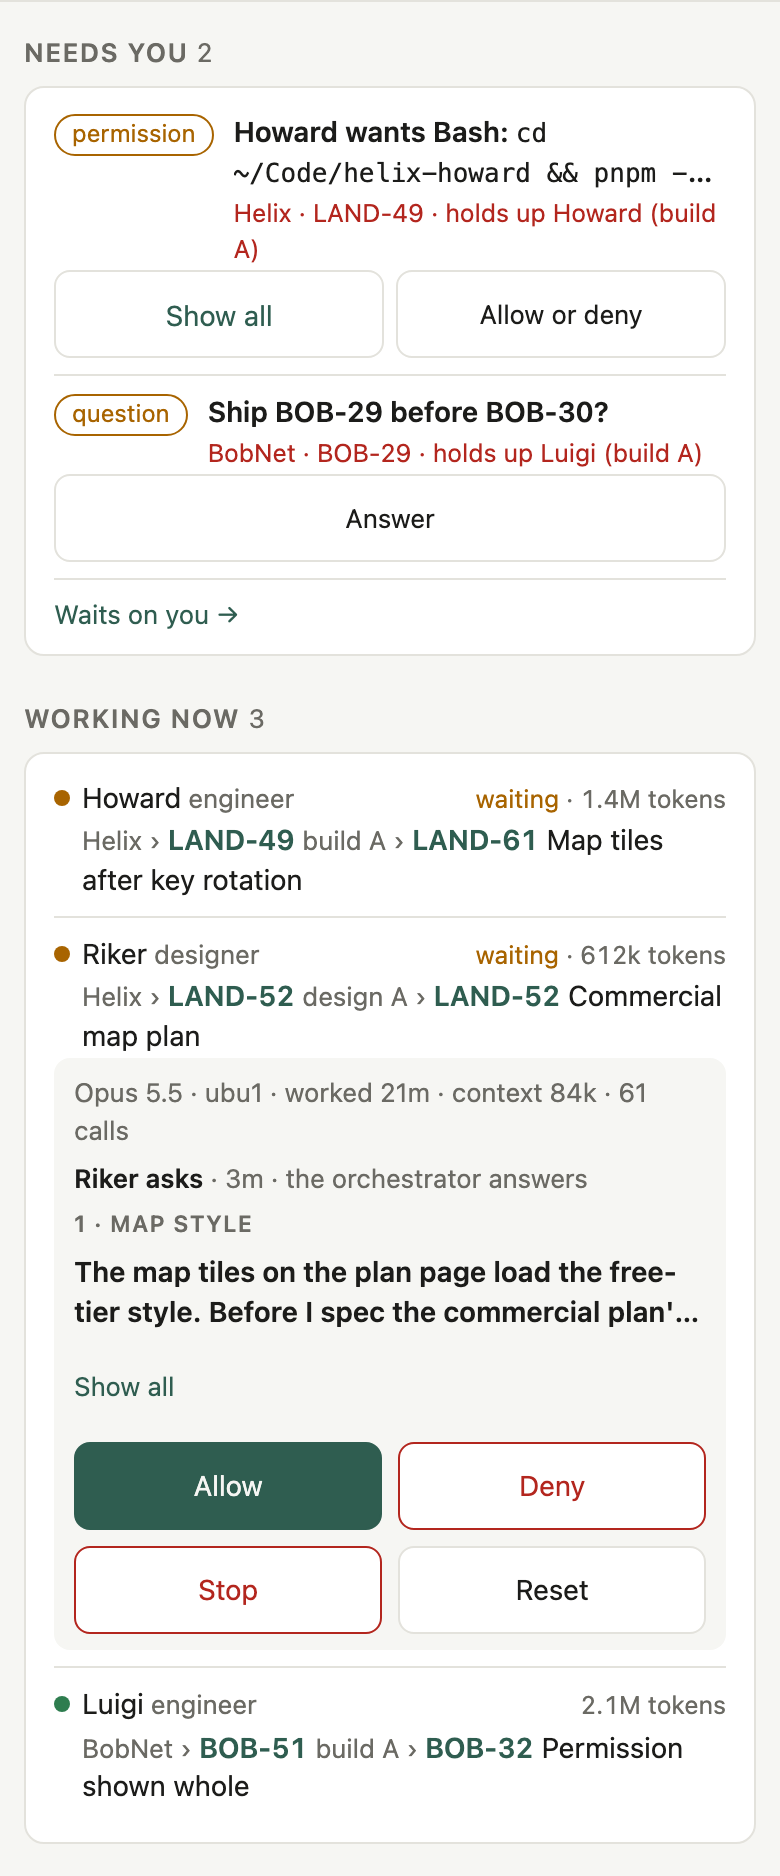 NEEDS YOU 2
permission
Howard wants Bash: cd
~/Code/helix-howard && pnpm -…
Helix · LAND-49 · holds up Howard (build
A)
Show all
Allow or deny
question
Ship BOB-29 before BOB-30?
BobNet · BOB-29 · holds up Luigi (build A)
Answer
Waits on you →
WORKING NOW 3
Howard engineer
waiting · 1.4M tokens
Helix › LAND-49 build A › LAND-61 Map tiles
after key rotation
Riker designer
waiting · 612k tokens
Helix › LAND-52 design A › LAND-52 Commercial
map plan
Opus 5.5 · ubu1 · worked 21m · context 84k · 61
calls
Riker asks · 3m · the orchestrator answers
1 · MAP STYLE
The map tiles on the plan page load the free-
tier style. Before I spec the commercial plan'…
Show all
Allow
Deny
Stop
Reset
Luigi engineer
2.1M tokens
BobNet › BOB-51 build A › BOB-32 Permission
shown whole